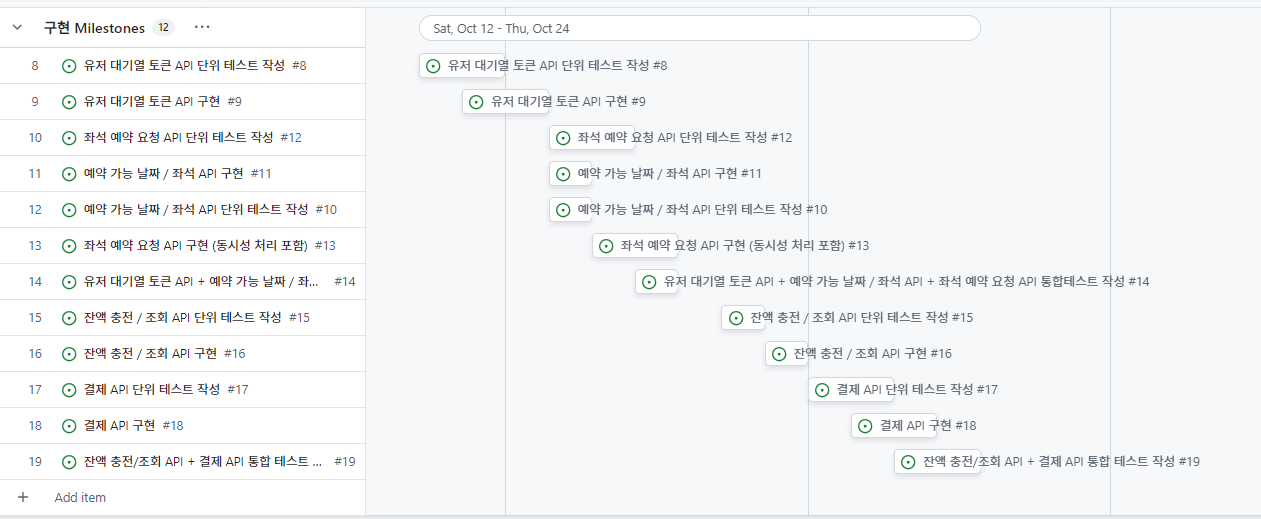 구현 Milestones 12 ...
Sat, Oct 12 - Thu, Oct 24
8 유저 대기열 토큰 API 단위 테스트 작성 #8
유저 대기열 토큰 API 단위 테스트 작성 #8
9 유저 대기열 토큰 API 구현 #9
유저 대기열 토큰 API 구현 #9
10 좌석 예약 요청 API 단위 테스트 작성 #12
좌석 예약 요청 API 단위 테스트 작성 #12
11 예약 가능 날짜 / 좌석 API 구현 #11
예약 가능 날짜 / 좌석 API 구현 #11
12 예약 가능 날짜 / 좌석 API 단위 테스트 작성 #10
예약 가능 날짜 / 좌석 API 단위 테스트 작성 #10
13 좌석 예약 요청 API 구현 (동시성 처리 포함) #13
좌석 예약 요청 API 구현 (동시성 처리 포함) #13
14 유저 대기열 토큰 API + 예약 가능 날짜 / 좌... #14
유저 대기열 토큰 API + 예약 가능 날짜 / 좌석 API + 좌석 예약 요청 API 통합테스트 작성 #14
15 잔액 충전 / 조회 API 단위 테스트 작성 #15
잔액 충전 / 조회 API 단위 테스트 작성 #15
16 잔액 충전 / 조회 API 구현 #16
잔액 충전 / 조회 API 구현 #16
17 결제 API 단위 테스트 작성 #17
결제 API 단위 테스트 작성 #17
18 결제 API 구현 #18
결제 API 구현 #18
19 잔액 충전/조회 API + 결제 API 통합 테스트 ... #19
잔액 충전/조회 API + 결제 API 통합 테스트 작성 #19
+ Add item